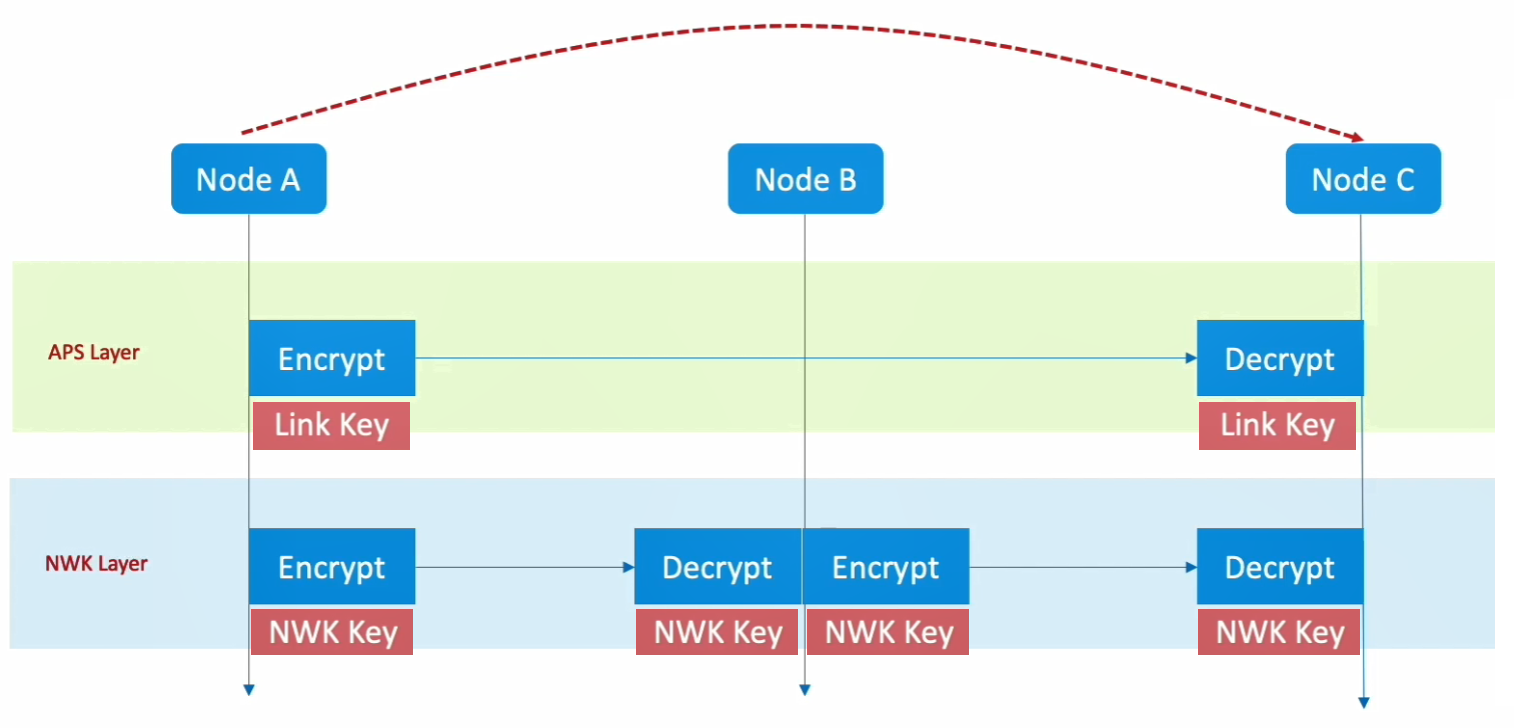 Node A
Node B
Node C
APS Layer
Encrypt
Decrypt
Link Key
Link Key
NWK Layer
Encrypt
Decrypt
Encrypt
Decrypt
NWK Key
NWK Key
NWK Key
NWK Key